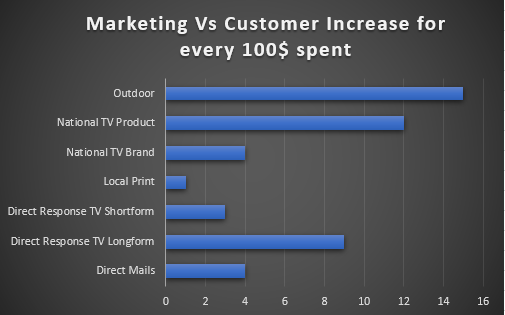 Marketing Vs Customer Increase for
every 100$ spent
Outdoor
National TV Product
National TV Brand
Local Print
Direct Response TV Shortform
Direct Response TV Longform
Direct Mails
0 2 4 6 8 10 12 14 16